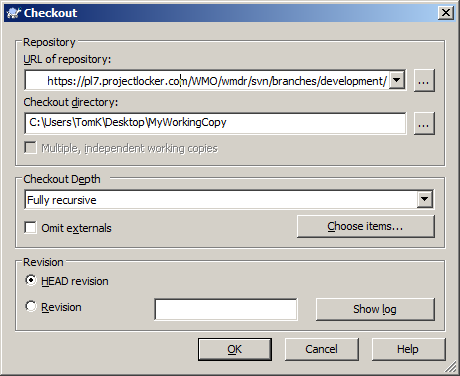 Checkout
Repository
URL of repository:
https://pl7.projectlocker.com/WMO/wmdr/svn/branches/development/
...
Checkout directory:
C:\Users\TomK\Desktop\MyWorkingCopy
...
Multiple, independent working copies
Checkout Depth
Fully recursive
Omit externals
Choose items...
Revision
HEAD revision
Revision
Show log
OK
Cancel
Help